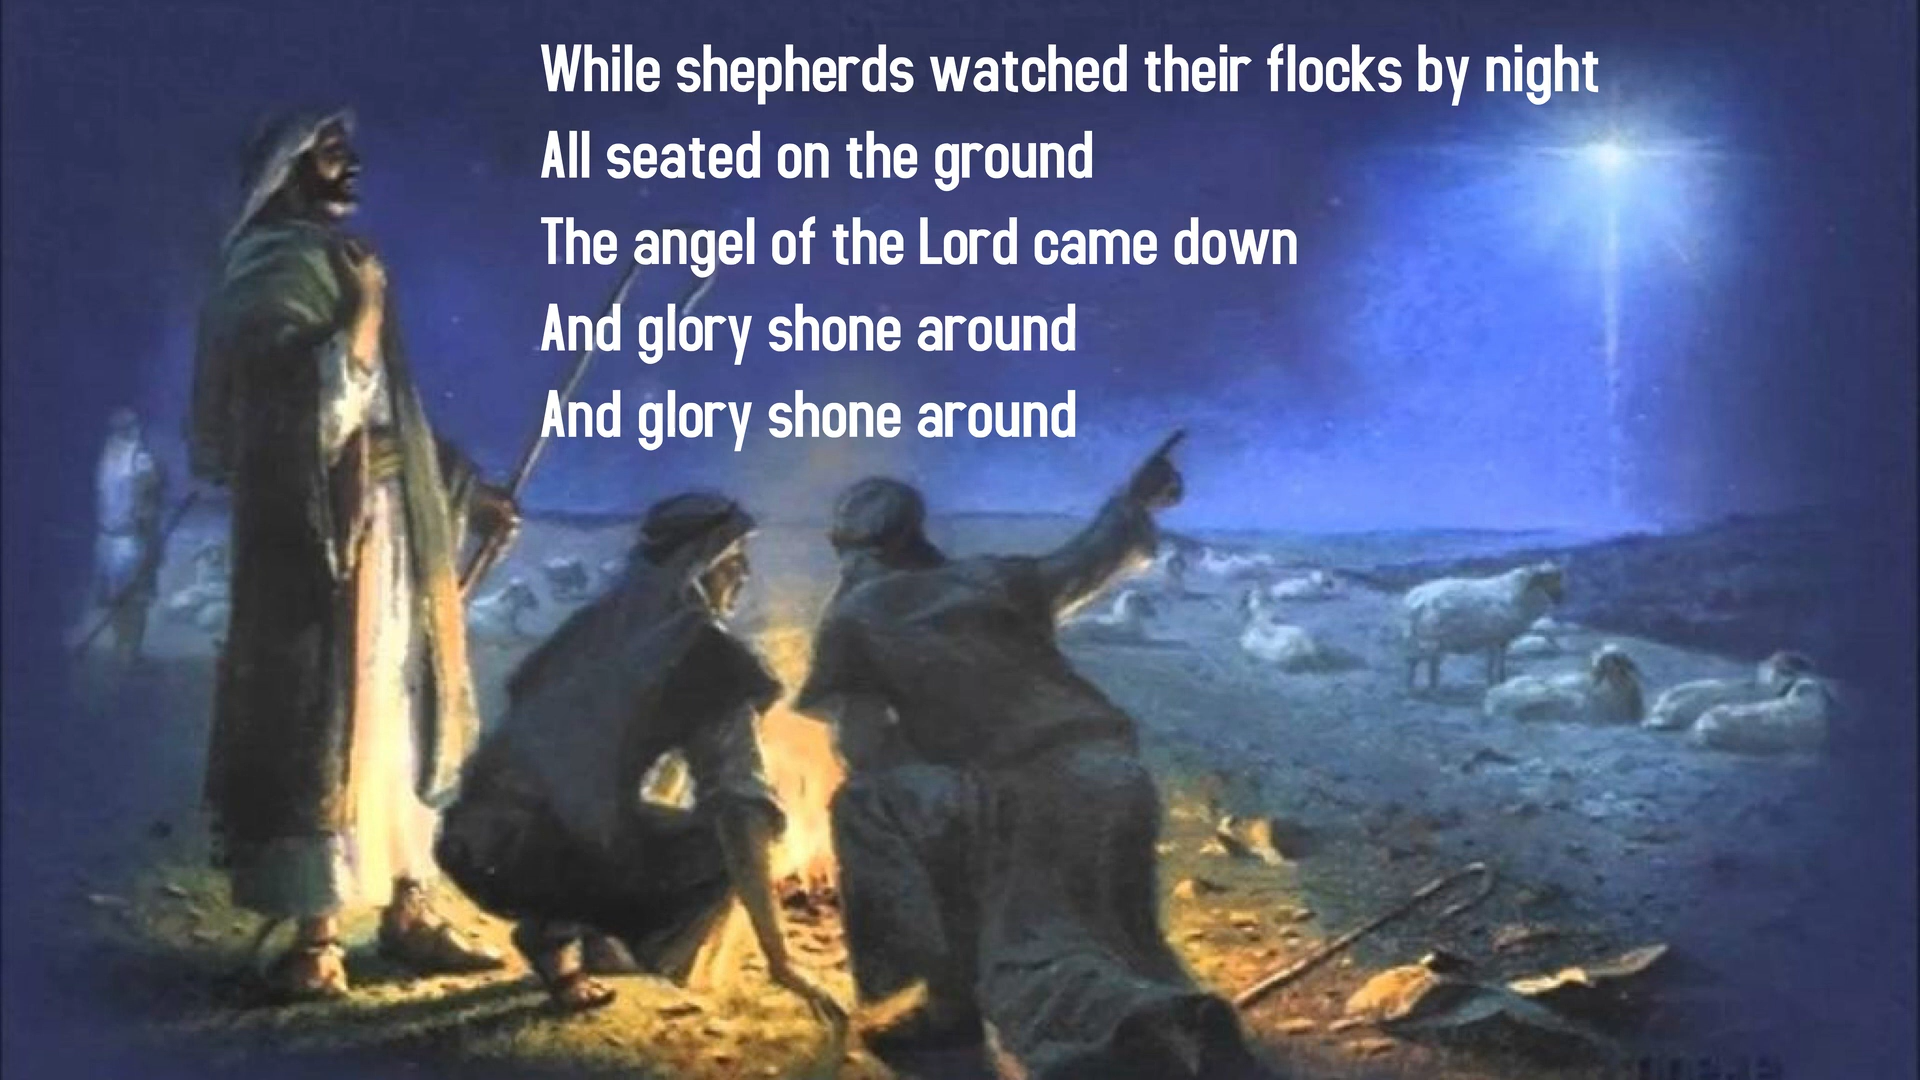 While shepherds watched their flocks by night
All seated on the ground
The angel of the Lord came down
And glory shone around
And glory shone around